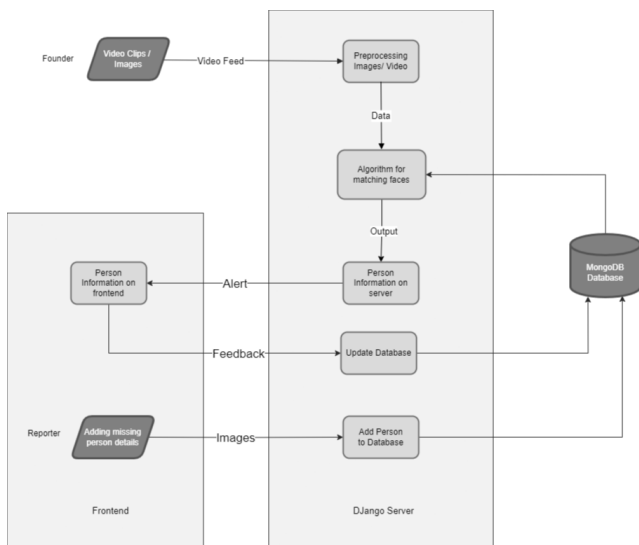 Founder
Video Clips /
Images
Video Feed
Preprocessing
Images/ Video
Data
Algorithm for
matching faces
Output
MongoDB
Database
Person
Information on
frontend
Alert
Person
Information on
server
Feedback
Update Database
Reporter
Adding missing
person details
Images
Add Person
to Database
Frontend
DJango Server